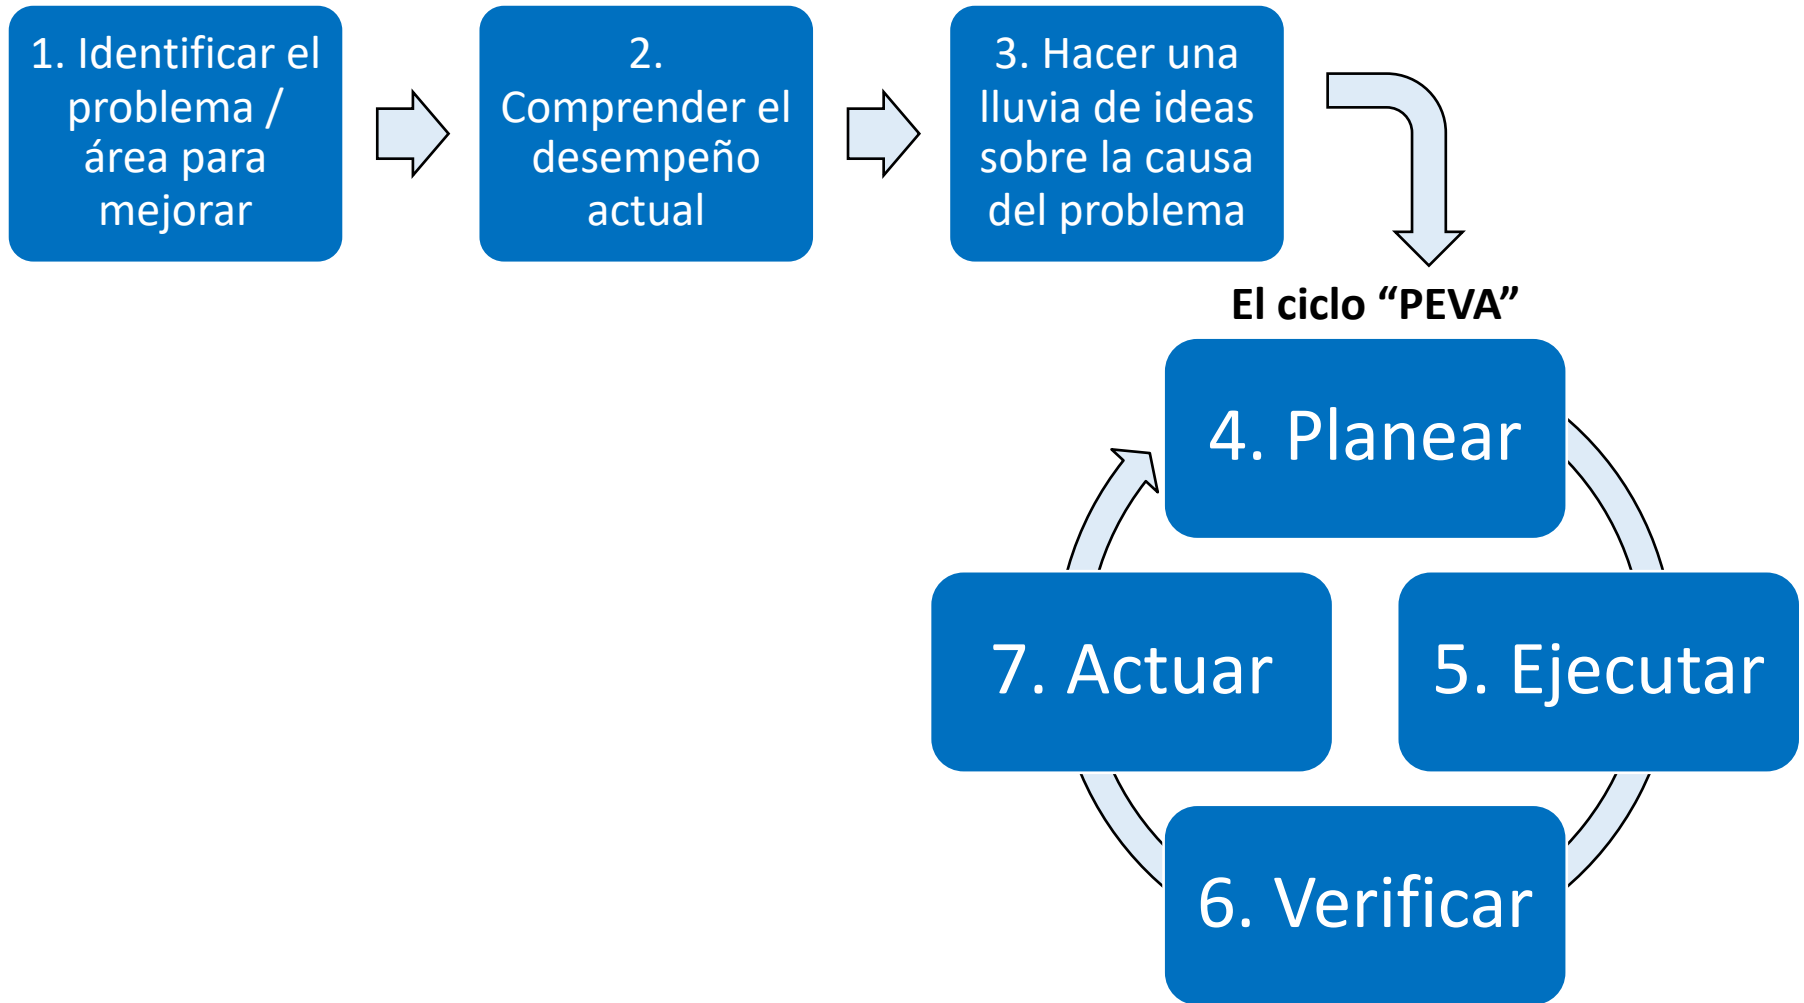 1. Identificar el
problema /
área para
mejorar
2.
Comprender el
desempeño
actual
3. Hacer una
lluvia de ideas
sobre la causa
del problema
El ciclo “PEVA”
4. Planear
5. Ejecutar
6. Verificar
7. Actuar